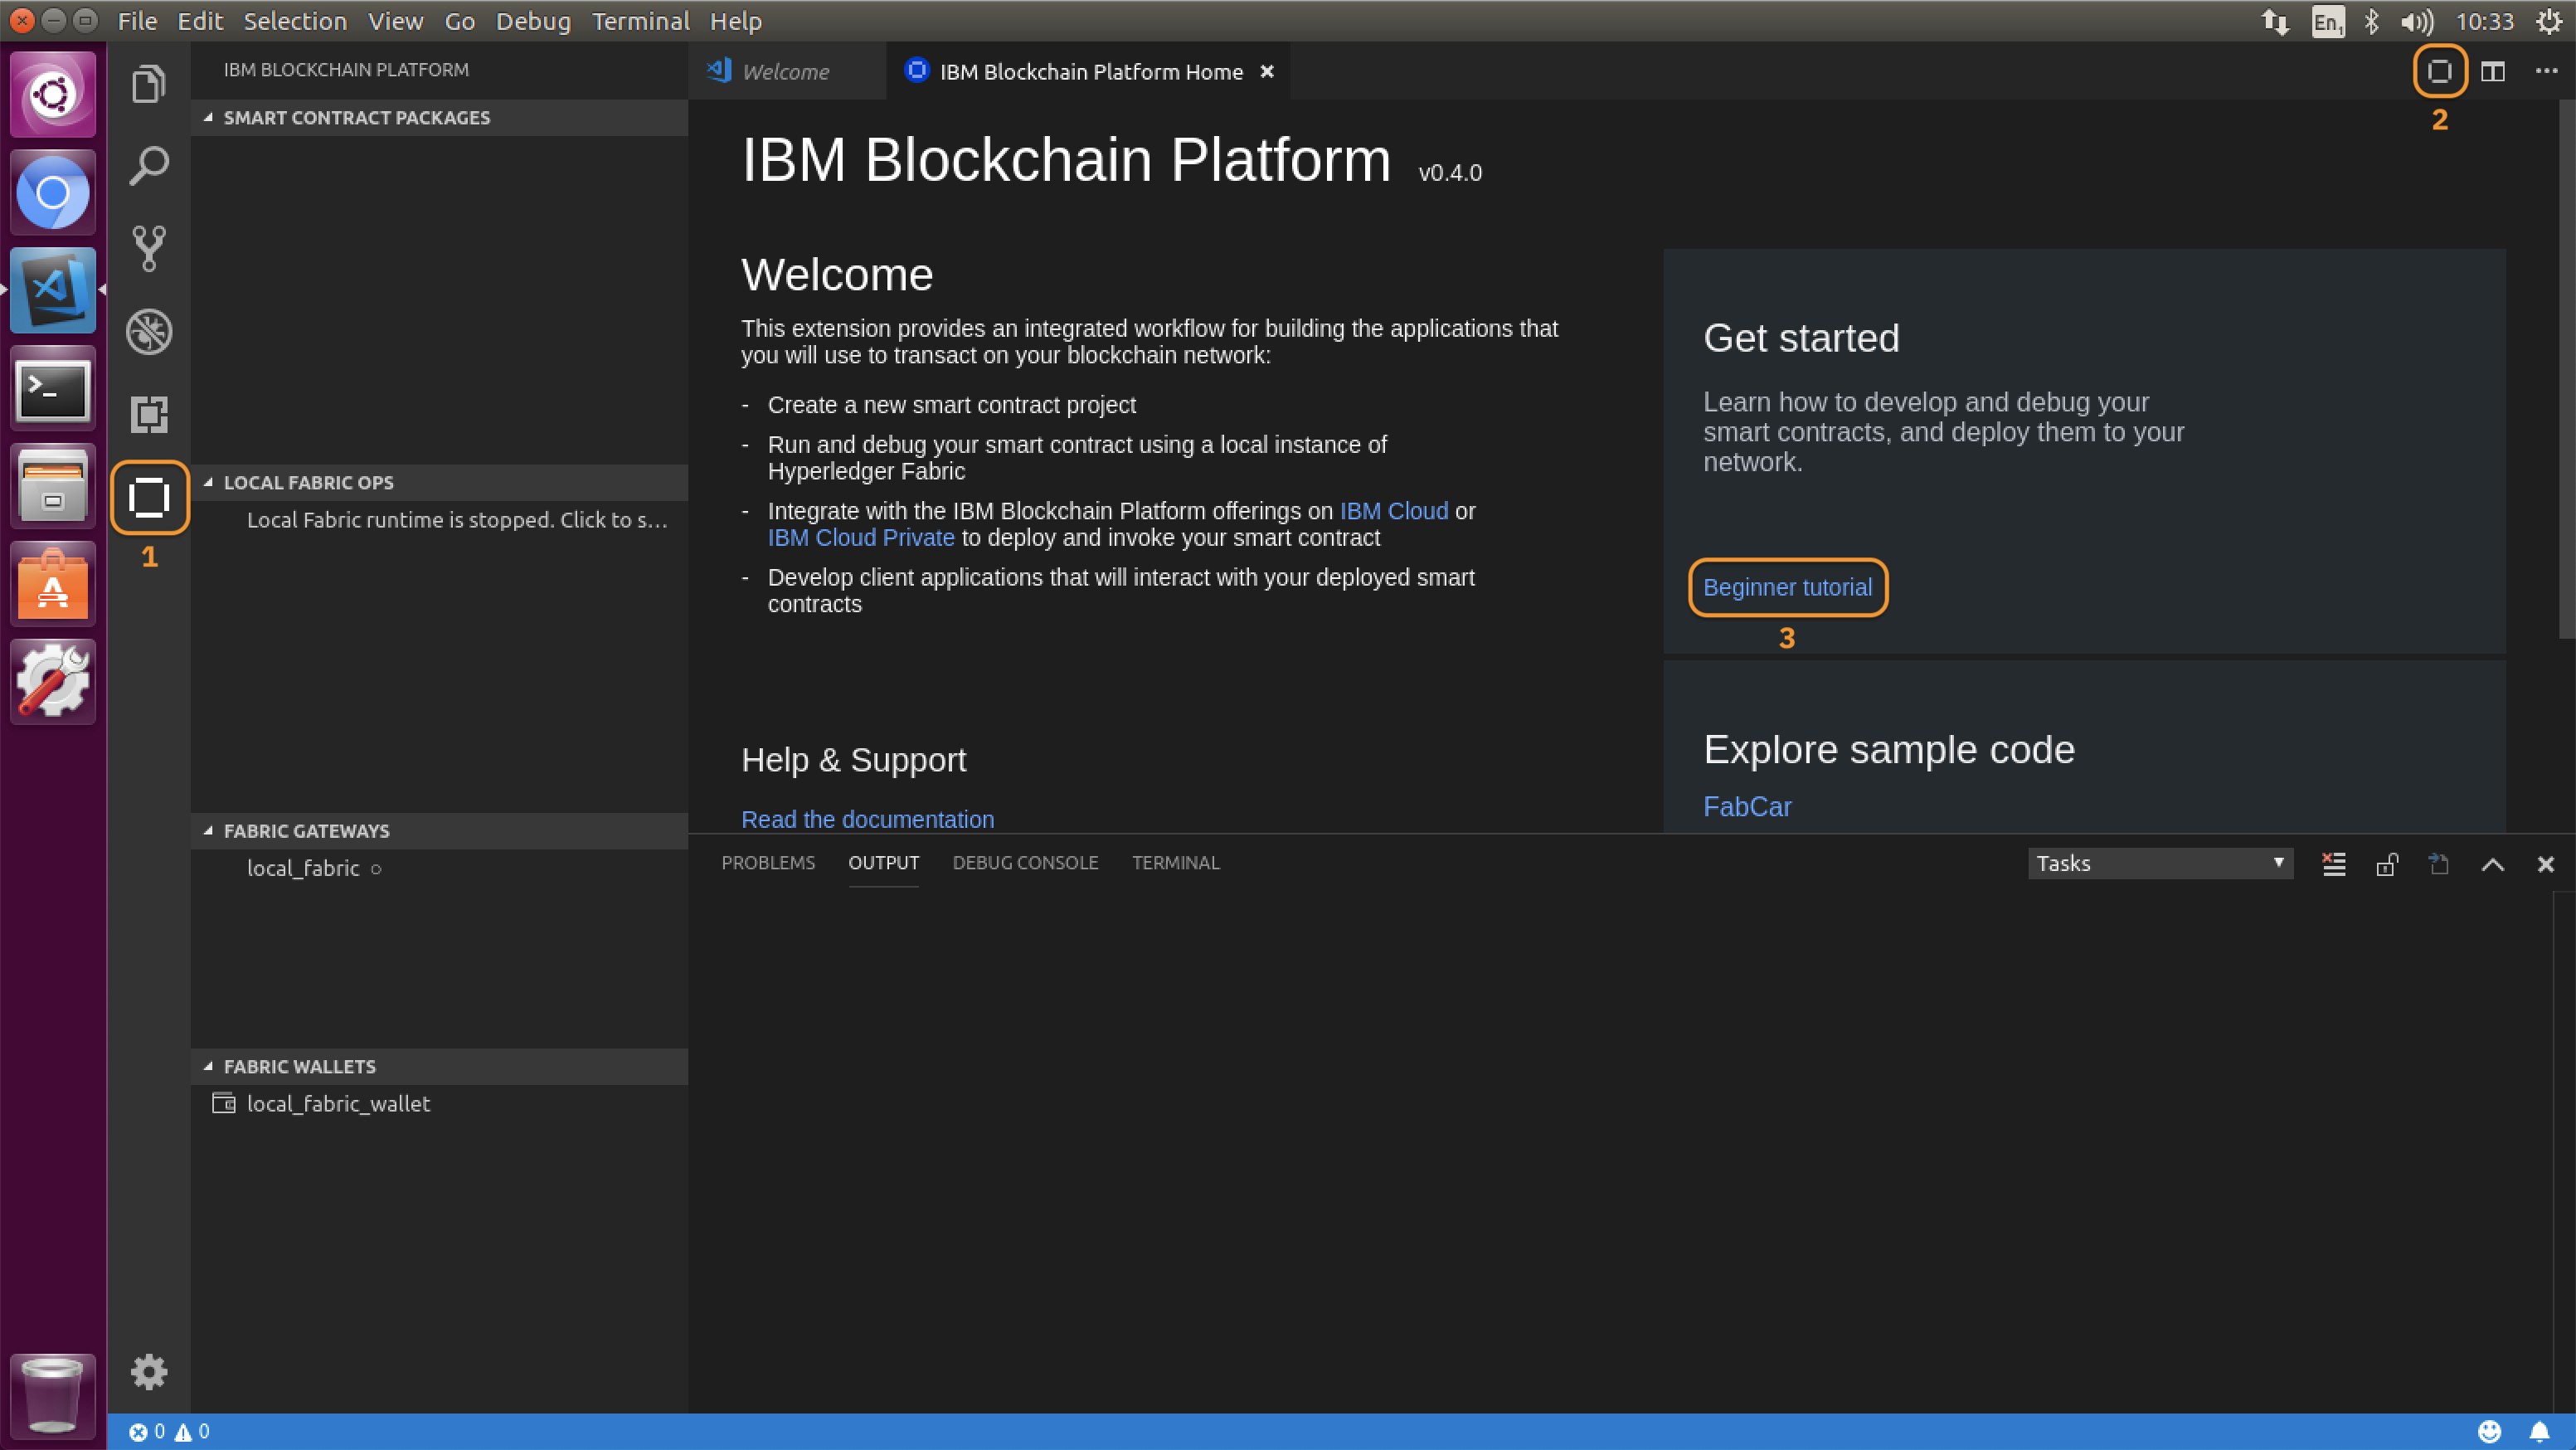 File Edit Selection View Go Debug Terminal Help
En1 10:33
IBM BLOCKCHAIN PLATFORM
Welcome
IBM Blockchain Platform Home
2
SMART CONTRACT PACKAGES
LOCAL FABRIC OPS
Local Fabric runtime is stopped. Click to s...
1
FABRIC GATEWAYS
local_fabric
FABRIC WALLETS
local_fabric_wallet
IBM Blockchain Platform v0.4.0
Welcome
This extension provides an integrated workflow for building the applications that
you will use to transact on your blockchain network:
- Create a new smart contract project
- Run and debug your smart contract using a local instance of
Hyperledger Fabric
- Integrate with the IBM Blockchain Platform offerings on IBM Cloud or
IBM Cloud Private to deploy and invoke your smart contract
- Develop client applications that will interact with your deployed smart
contracts
Help & Support
Read the documentation
Get started
Learn how to develop and debug your
smart contracts, and deploy them to your
network.
Beginner tutorial
3
Explore sample code
FabCar
PROBLEMS OUTPUT DEBUG CONSOLE TERMINAL
Tasks
0 0